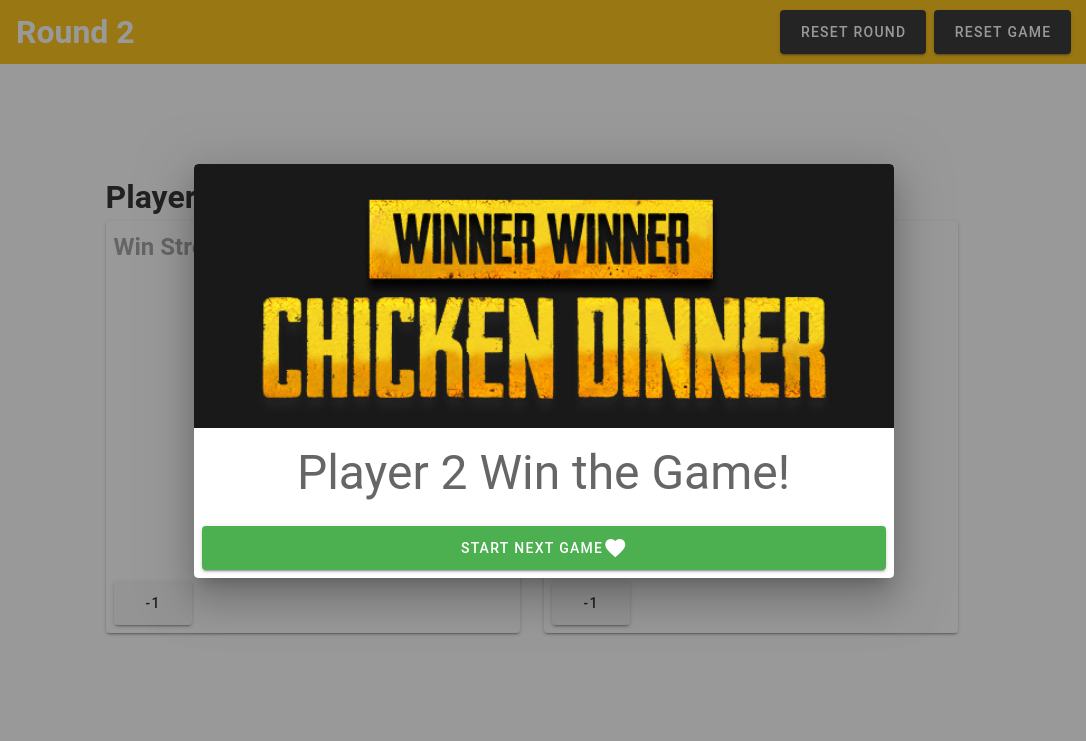 Round 2
RESET ROUND
RESET GAME
Player
Win Stre
WINNER WINNER
CHICKEN DINNER
Player 2 Win the Game!
START NEXT GAME
-1
-1